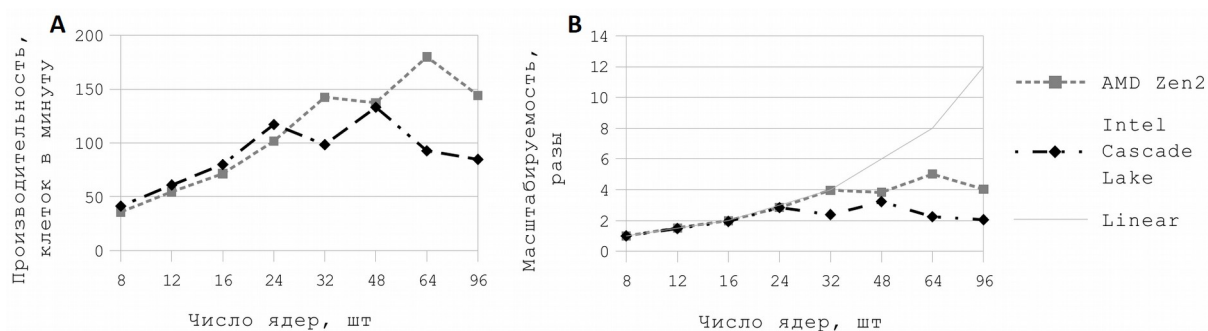 A
Производительность,
клеток в минуту
200
150
100
50
0
8 12 16 24 32 48 64 96
Число ядер, шт
B
Масштабируемость,
разы
14
12
10
8
6
4
2
0
8 12 16 24 32 48 64 96
Число ядер, шт
AMD Zen2
Intel
Cascade
Lake
Linear